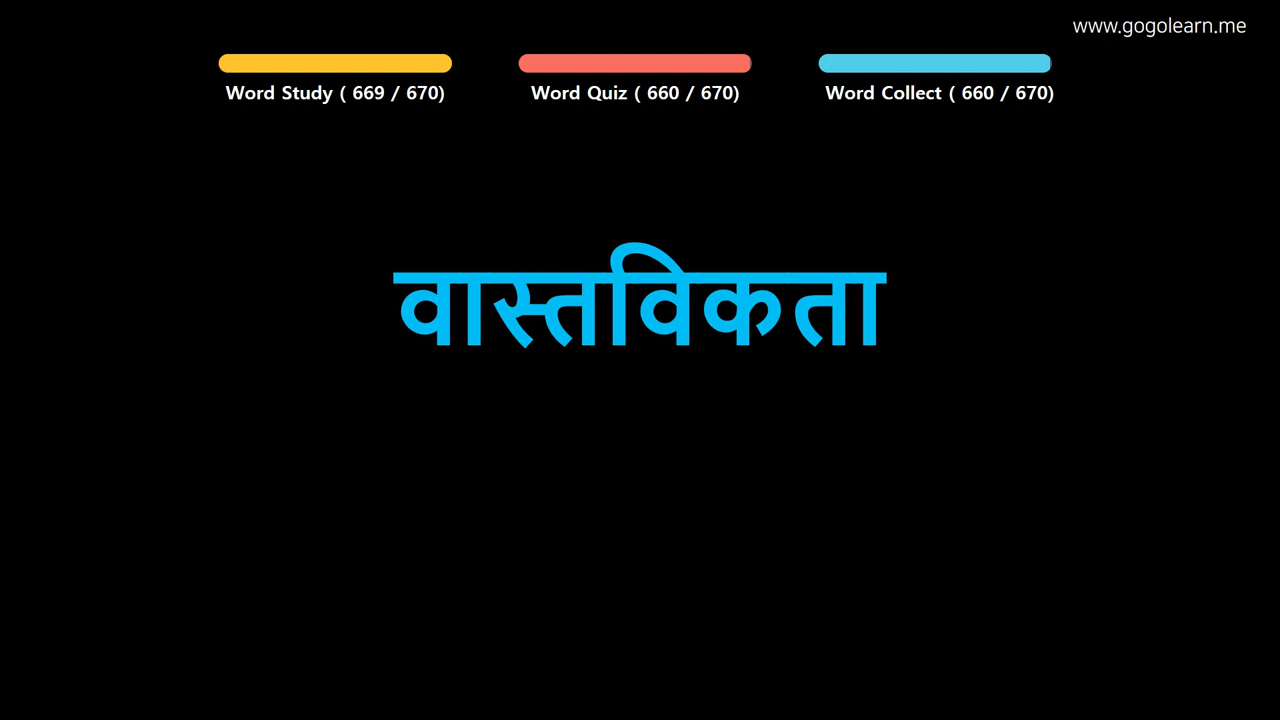 www.gogolearn.me
Word Study ( 669 / 670) Word Quiz ( 660 / 670) Word Collect ( 660 / 670)
वास्तविकता